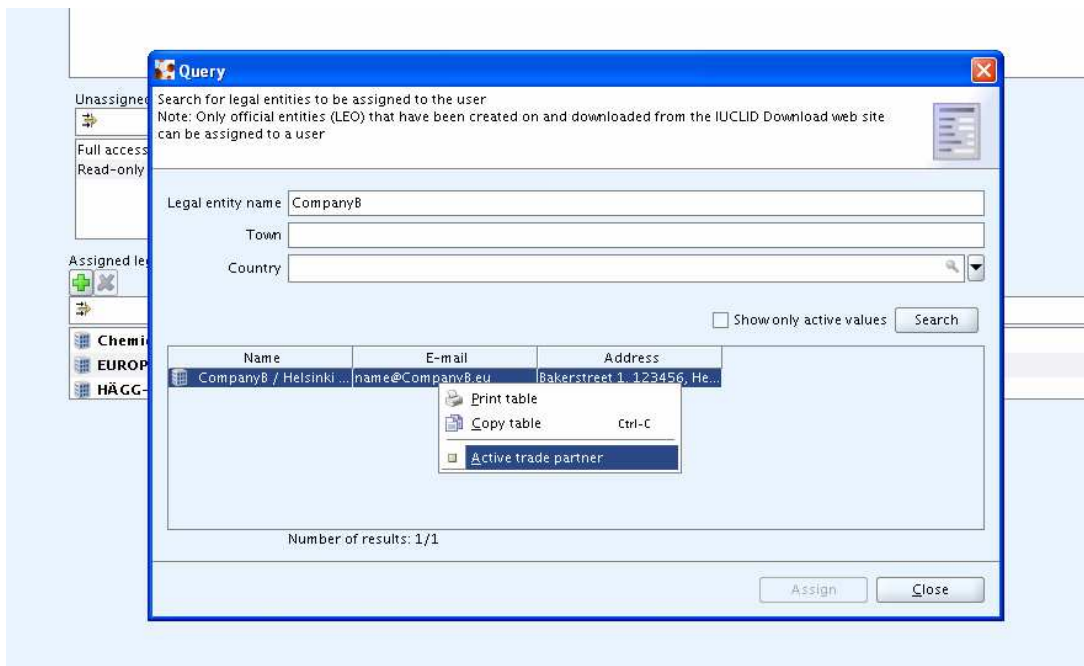 Query
Unassigned
Search for legal entities to be assigned to the user
Note: Only official entities (LEO) that have been created on and downloaded from the IUCLID Download web site
can be assigned to a user
Full access
Read-only
Legal entity name CompanyB
Town
Assigned le
Country
Show only active values Search
Chemi
EUROP
HÄGG-
Name E-mail Address
CompanyB / Helsinki ... name@CompanyB.eu Bakerstreet 1, 123456, He...
Print table
Copy table Ctrl-C
Active trade partner
Number of results: 1/1
Assign Close